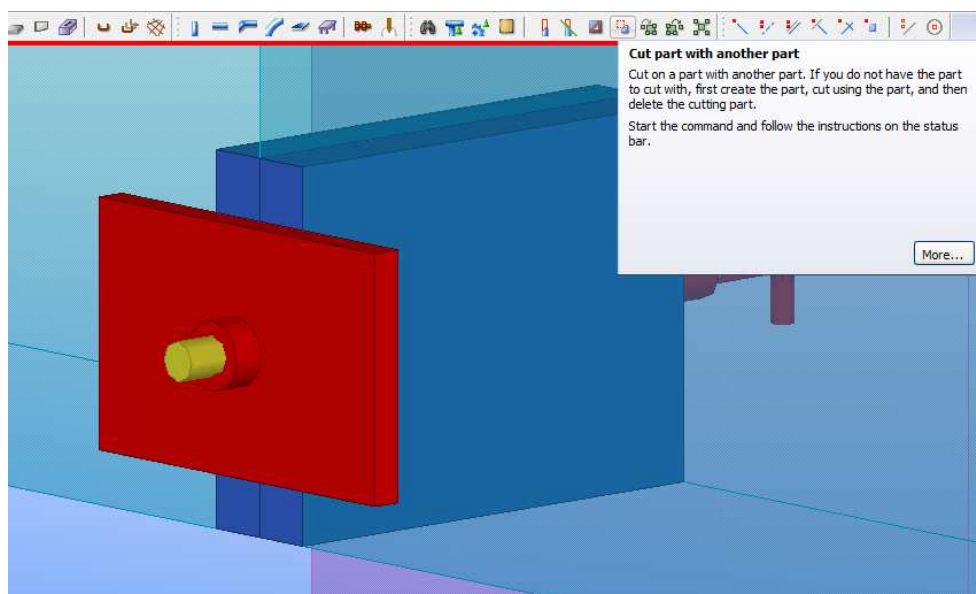 Cut part with another part
Cut on a part with another part. If you do not have the part
to cut with, first create the part, cut using the part, and then
delete the cutting part.
Start the command and follow the instructions on the status
bar.
More...